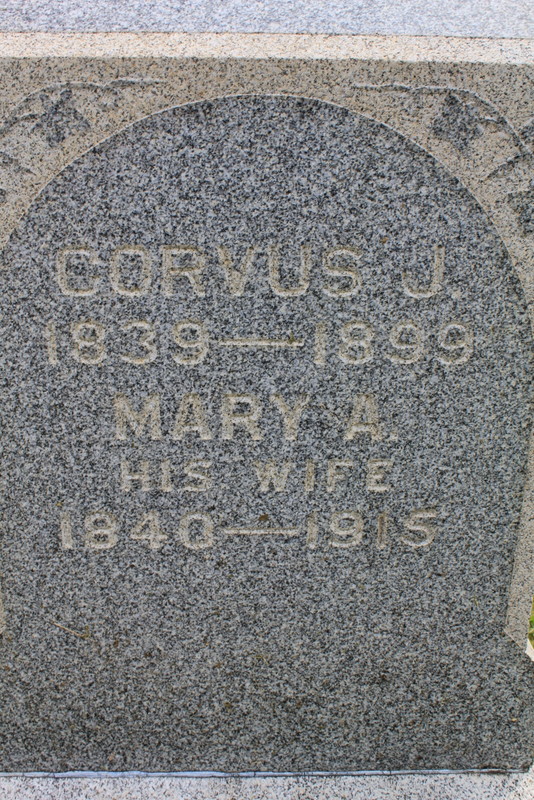 CORVUS J.
1839—1899
MARY A.
HIS WIFE
1840—1915